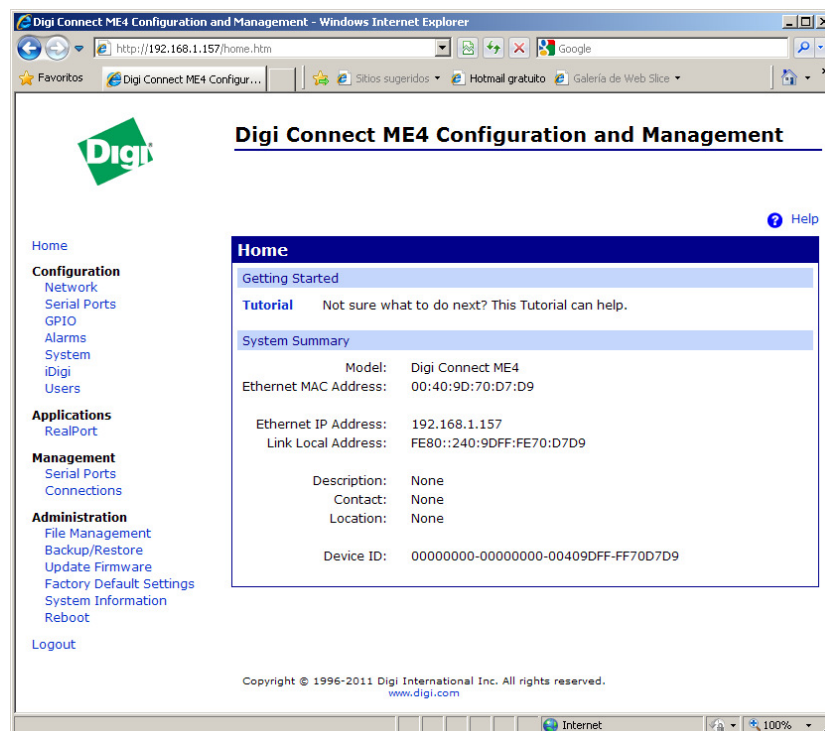 Digi Connect ME4 Configuration and Management - Windows Internet Explorer
http://192.168.1.157/home.htm
Google
Favoritos
Digi Connect ME4 Configur...
Sitios sugeridos
Hotmail gratuito
Galería de Web Slice
Digi
Digi Connect ME4 Configuration and Management
Help
Home
Configuration
Network
Serial Ports
GPIO
Alarms
System
iDigi
Users
Applications
RealPort
Management
Serial Ports
Connections
Administration
File Management
Backup/Restore
Update Firmware
Factory Default Settings
System Information
Reboot
Logout
Home
Getting Started
Tutorial Not sure what to do next? This Tutorial can help.
System Summary
Model: Digi Connect ME4
Ethernet MAC Address: 00:40:9D:70:D7:D9
Ethernet IP Address: 192.168.1.157
Link Local Address: FE80::240:9DFF:FE70:D7D9
Description: None
Contact: None
Location: None
Device ID: 00000000-00000000-00409DFF-FF70D7D9
Copyright © 1996-2011 Digi International Inc. All rights reserved.
www.digi.com
Internet
100%